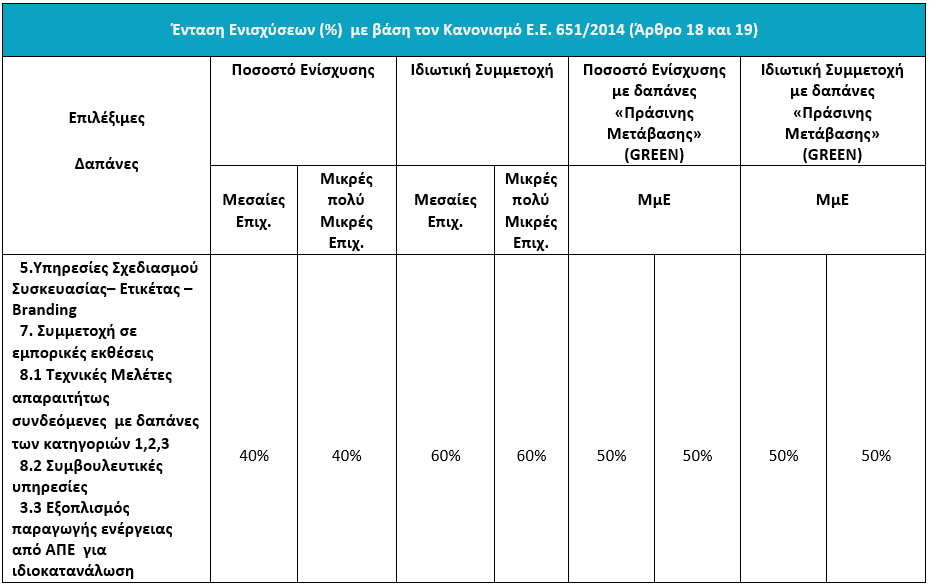 Ένταση Ενισχύσεων (%) με βάση τον Κανονισμό Ε.Ε. 651/2014 (Άρθρο 18 και 19)
Επιλέξιμες
Δαπάνες
Ποσοστό Ενίσχυσης
Ιδιωτική Συμμετοχή
Ποσοστό Ενίσχυσης
με δαπάνες
«Πράσινης
Μετάβασης»
(GREEN)
Ιδιωτική Συμμετοχή
με δαπάνες
«Πράσινης
Μετάβασης»
(GREEN)
Μεσαίες
Επιχ.
Μικρές
πολύ
Μικρές
Επιχ.
Μεσαίες
Επιχ.
Μικρές
πολύ
Μικρές
Επιχ.
ΜμΕ
ΜμΕ
5.Υπηρεσίες Σχεδιασμού
Συσκευασίας– Ετικέτας –
Branding
7. Συμμετοχή σε
εμπορικές εκθέσεις
8.1 Τεχνικές Μελέτες
απαραιτήτως
συνδεόμενες με δαπάνες
των κατηγοριών 1,2,3
8.2 Συμβουλευτικές
υπηρεσίες
3.3 Εξοπλισμός
παραγωγής ενέργειας
από ΑΠΕ για
ιδιοκατανάλωση
40%
40%
60%
60%
50%
50%
50%
50%